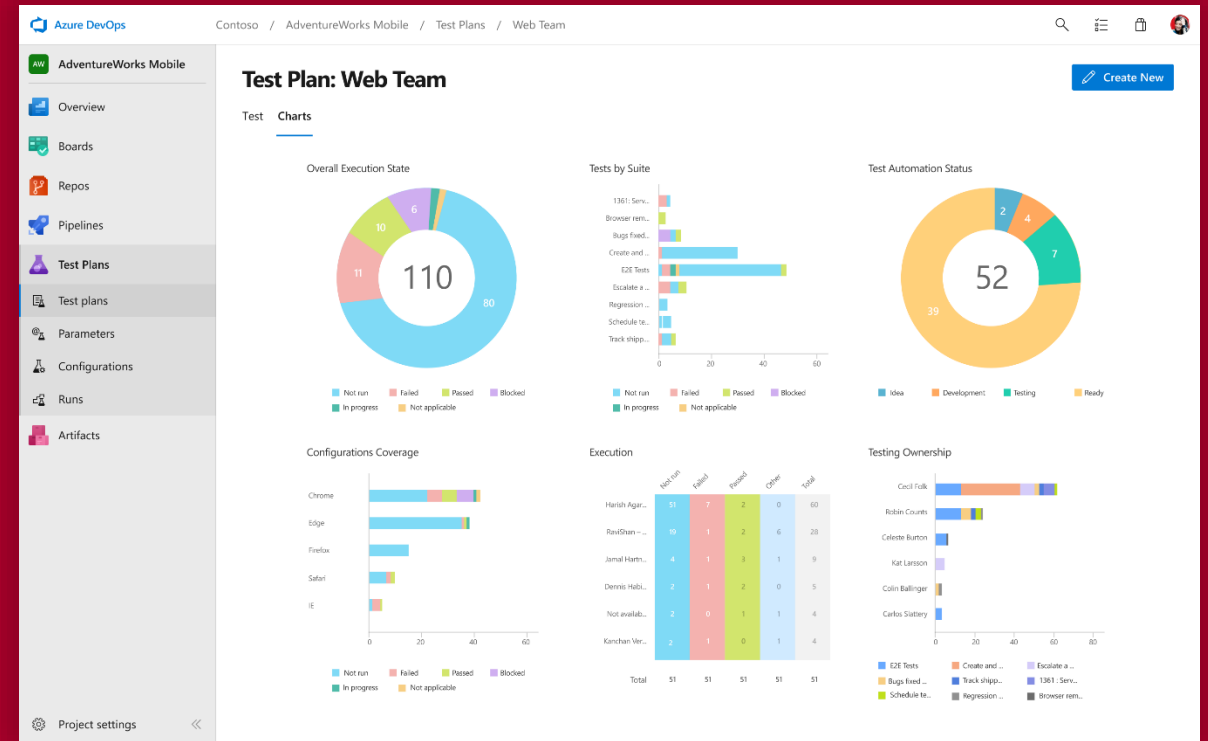 Azure DevOps
Contoso / AdventureWorks Mobile / Test Plans / Web Team
AW AdventureWorks Mobile
Overview
Boards
Repos
Pipelines
Test Plans
Test plans
Parameters
Configurations
Runs
Artifacts
Project settings
Test Plan: Web Team
Create New
Test Charts
Overall Execution State
6
10
11
110
80
Not run Failed Passed Blocked
In progress Not applicable
Tests by Suite
1361: Serv...
Browser rem...
Bugs fixed...
Create and ...
E2E Tests
Escalate a ...
Regression ...
Schedule te...
Track shipp...
0 20 40 60
Not run Failed Passed Blocked
In progress Not applicable
Test Automation Status
2
4
7
52
39
Idea Development Testing Ready
Configurations Coverage
Chrome
Edge
Firefox
Safari
IE
0 20 40 60
Not run Failed Passed Blocked
In progress Not applicable
Execution
Not run Failed Passed Other Total
Harish Agar... 51 7 2 0 60
RaviShan – ... 19 1 2 6 28
Jamal Hartn... 4 1 3 1 9
Dennis Habi... 2 1 2 0 5
Not availab... 2 0 1 1 4
Kanchan Ver... 2 1 0 1 4
Total 51 51 51 51 51
Testing Ownership
Cecil Folk
Robin Counts
Celeste Burton
Kat Larsson
Colin Ballinger
Carlos Slattery
0 20 40 60 80
E2E Tests Create and ... Escalate a ...
Bugs fixed ... Track shipp... 1361 : Serv...
Schedule te... Regression ... Browser rem...